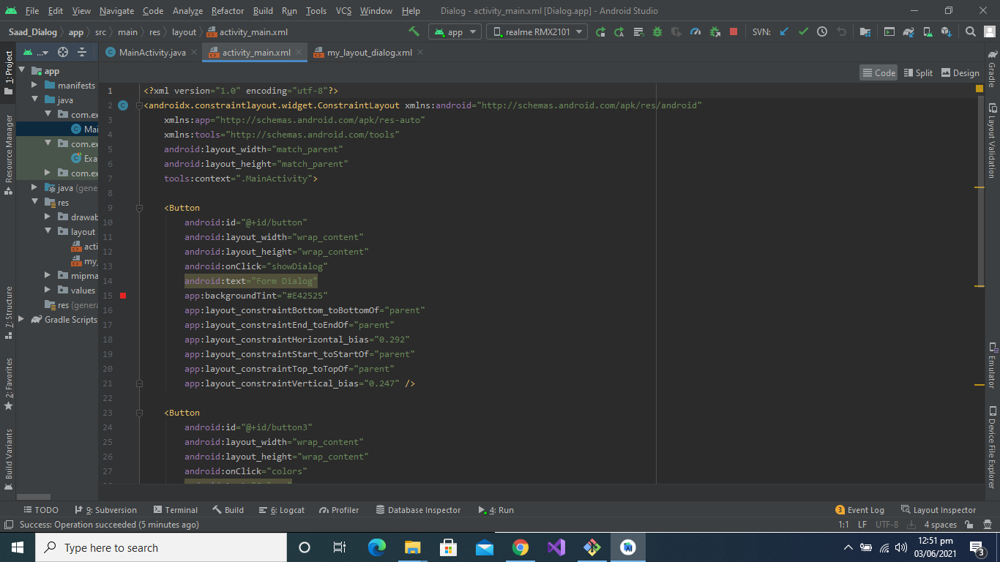 File Edit View Navigate Code Analyze Refactor Build Run Tools VCS Window Help Dialog - activity_main.xml [Dialog.app] - Android Studio
Saad_Dialog app src main res layout activity_main.xml app realme RMX2101 SVN:
... MainActivity.java activity_main.xml my_layout_dialog.xml
Code Split Design
1: Project
Resource Manager
7: Structure
2: Favorites
Build Variants
app
manifests
java
com.ex
Mai
com.ex
Exa
com.ex
java (gene
res
drawab
layout
acti
my_
mipma
values
res (genera
Gradle Scripts
1 <?xml version="1.0" encoding="utf-8"?>
2 <androidx.constraintlayout.widget.ConstraintLayout xmlns:android="http://schemas.android.com/apk/res/android"
3 xmlns:app="http://schemas.android.com/apk/res-auto"
4 xmlns:tools="http://schemas.android.com/tools"
5 android:layout_width="match_parent"
6 android:layout_height="match_parent"
7 tools:context=".MainActivity">
8
9 <Button
10 android:id="@+id/button"
11 android:layout_width="wrap_content"
12 android:layout_height="wrap_content"
13 android:onClick="showDialog"
14 android:text="Form Dialog"
15 app:backgroundTint="#E42525"
16 app:layout_constraintBottom_toBottomOf="parent"
17 app:layout_constraintEnd_toEndOf="parent"
18 app:layout_constraintHorizontal_bias="0.292"
19 app:layout_constraintStart_toStartOf="parent"
20 app:layout_constraintTop_toTopOf="parent"
21 app:layout_constraintVertical_bias="0.247" />
22
23 <Button
24 android:id="@+id/button3"
25 android:layout_width="wrap_content"
26 android:layout_height="wrap_content"
27 android:onClick="colors"
Gradle
Layout Validation
Emulator
Device File Explorer
TODO 9: Subversion Terminal Build 6: Logcat Profiler Database Inspector 4: Run 3 Event Log Layout Inspector
Success: Operation succeeded (5 minutes ago) 1:1 LF UTF-8 4 spaces
Type here to search 12:51 pm
03/06/2021 3